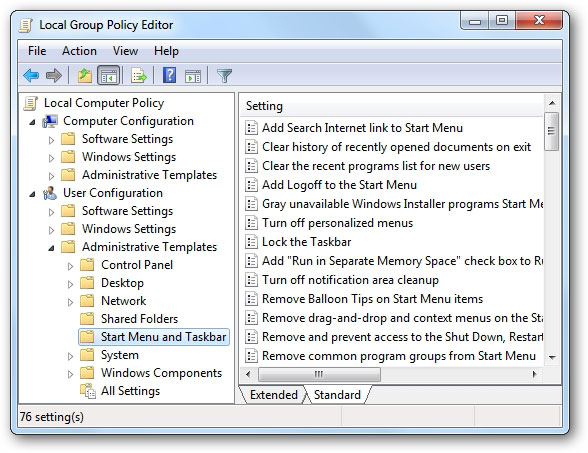 Local Group Policy Editor
File Action View Help
Local Computer Policy
Computer Configuration
Software Settings
Windows Settings
Administrative Templates
User Configuration
Software Settings
Windows Settings
Administrative Templates
Control Panel
Desktop
Network
Shared Folders
Start Menu and Taskbar
System
Windows Components
All Settings
Setting
Add Search Internet link to Start Menu
Clear history of recently opened documents on exit
Clear the recent programs list for new users
Add Logoff to the Start Menu
Gray unavailable Windows Installer programs Start Me
Turn off personalized menus
Lock the Taskbar
Add "Run in Separate Memory Space" check box to Ru
Turn off notification area cleanup
Remove Balloon Tips on Start Menu items
Remove drag-and-drop and context menus on the Sta
Remove and prevent access to the Shut Down, Restart
Remove common program groups from Start Menu
Extended Standard
76 setting(s)